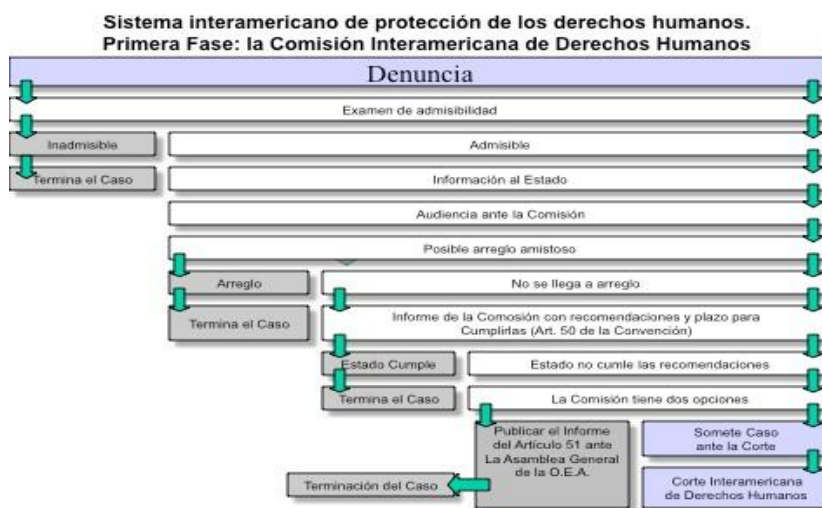 Sistema interamericano de protección de los derechos humanos.
Primera Fase: la Comisión Interamericana de Derechos Humanos
Denuncia
Examen de admisibilidad
Inadmisible
Admisible
Termina el Caso
Información al Estado
Audiencia ante la Comisión
Posible arreglo amistoso
Arreglo
No se llega a arreglo
Termina el Caso
Informe de la Comosión con recomendaciones y plazo para
Cumplirlas (Art. 50 de la Convención)
Estado Cumple
Estado no cumle las recomendaciones
Termina el Caso
La Comisión tiene dos opciones
Publicar el Informe
del Artículo 51 ante
La Asamblea General
de la O.E.A.
Somete Caso
ante la Corte
Terminación del Caso
Corte Interamericana
de Derechos Humanos